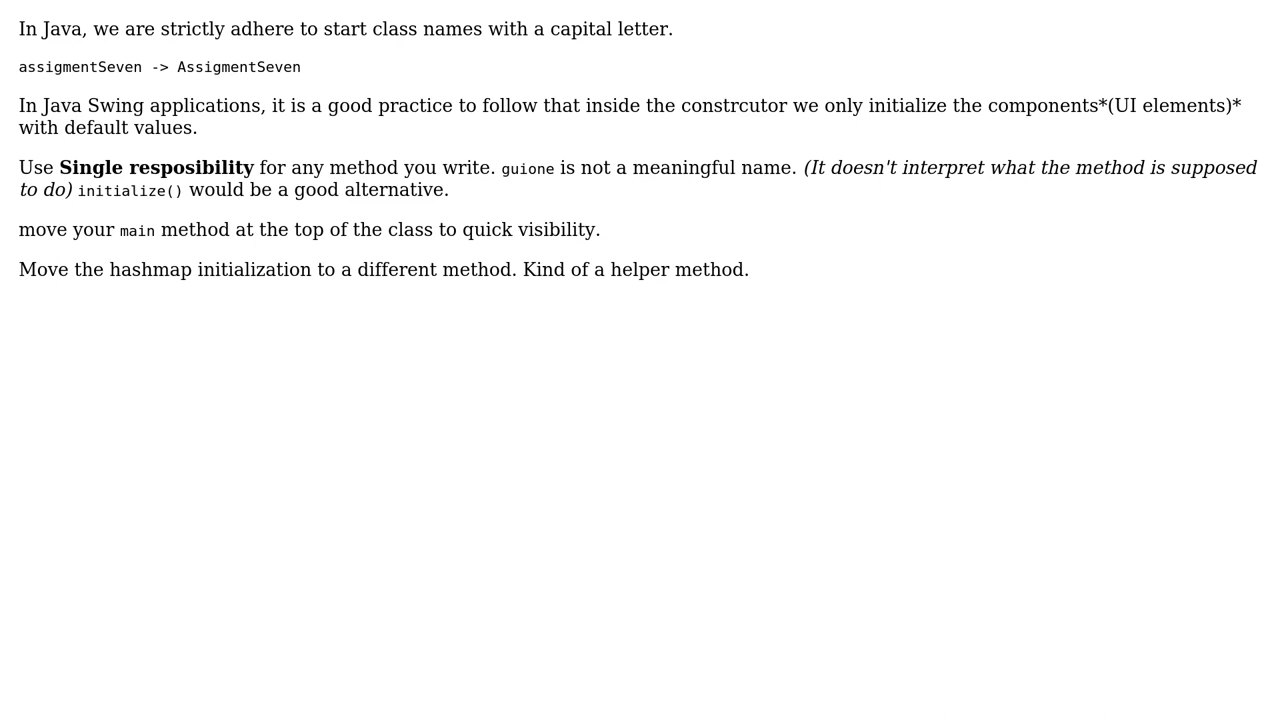 In Java, we are strictly adhere to start class names with a capital letter.
assigmentSeven -> AssigmentSeven
In Java Swing applications, it is a good practice to follow that inside the constrcutor we only initialize the components*(UI elements)*
with default values.
Use Single resposibility for any method you write. guione is not a meaningful name. (It doesn't interpret what the method is supposed
to do) initialize() would be a good alternative.
move your main method at the top of the class to quick visibility.
Move the hashmap initialization to a different method. Kind of a helper method.